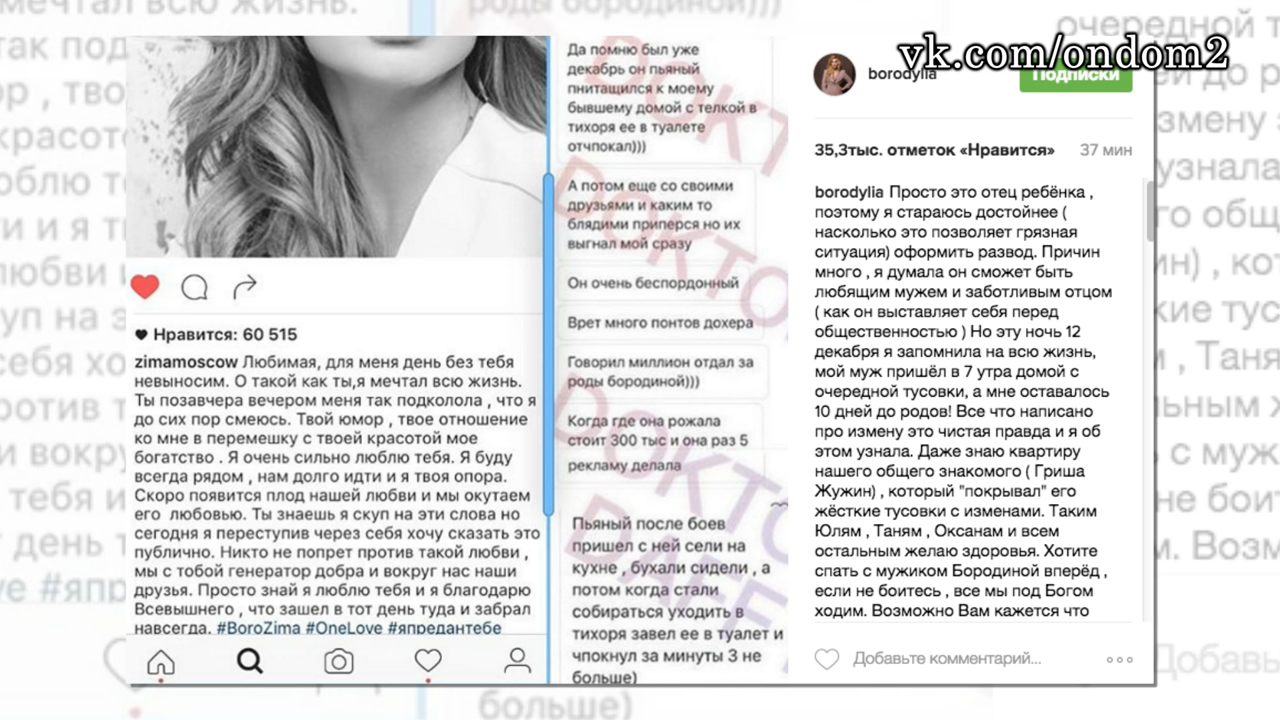 vk.com/ondom2
Нравится: 60 515
zimamoscow Любимая, для меня день без тебя
невыносим. О такой как ты,я мечтал всю жизнь.
Ты позавчера вечером меня так подколола , что я
до сих пор смеюсь. Твой юмор , твое отношение
ко мне в перемешку с твоей красотой мое
богатство . Я очень сильно люблю тебя. Я буду
всегда рядом , нам долго идти и я твоя опора.
Скоро появится плод нашей любви и мы окутаем
его любовью. Ты знаешь я скуп на эти слова но
сегодня я переступив через себя хочу сказать это
публично. Никто не попрет против такой любви ,
мы с тобой генератор добра и вокруг нас наши
друзья. Просто знай я люблю тебя и я благодарю
Всевышнего , что зашел в тот день туда и забрал
навсегда. #BoroZima #OneLove #япредантебе
Да помню был уже
декабрь он пьяный
пнитащился к моему
бывшему домой с телкой в
тихоря ее в туалете
отчпокал)))
А потом еще со своими
друзьями и каким то
блядями приперся но их
выгнал мой сразу
Он очень беспордонный
Врет много понтов дохера
Говорил миллион отдал за
роды бородиной)))
Когда где она рожала
стоит 300 тыс и она раз 5
рекламу делала
Пьяный после боев
пришел с ней сели на
кухне , бухали сидели , а
потом когда стали
собираться уходить в
тихоря завел ее в туалет и
чпокнул за минуты 3 не
больше)
borodylia
Подписки
35,3тыс. отметок «Нравится» 37 мин
borodylia Просто это отец ребёнка ,
поэтому я стараюсь достойнее (
насколько это позволяет грязная
ситуация) оформить развод. Причин
много , я думала он сможет быть
любящим мужем и заботливым отцом
( как он выставляет себя перед
общественностью ) Но эту ночь 12
декабря я запомнила на всю жизнь,
мой муж пришёл в 7 утра домой с
очередной тусовки, а мне оставалось
10 дней до родов! Все что написано
про измену это чистая правда и я об
этом узнала. Даже знаю квартиру
нашего общего знакомого ( Гриша
Жужин) , который "покрывал" его
жёсткие тусовки с изменами. Таким
Юлям , Таням , Оксанам и всем
остальным желаю здоровья. Хотите
спать с мужиком Бородиной вперёд ,
если не боитесь , все мы под Богом
ходим. Возможно Вам кажется что
Добавьте комментарий...